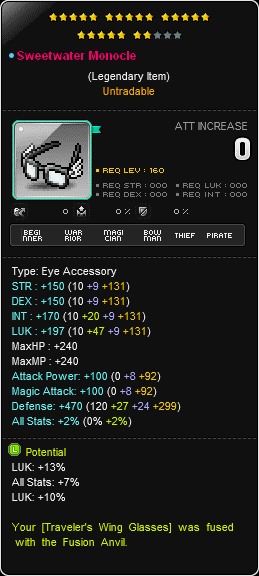 Sweetwater Monocle
(Legendary Item)
Untradable
ATT INCREASE
0
REQ LEV : 160
REQ STR : 000 REQ LUK : 000
REQ DEX : 000 REQ INT : 000
0 0 % 0 %
BEGINNER WARRIOR MAGICIAN BOWMAN THIEF PIRATE
Type: Eye Accessory
STR : +150 (10 +9 +131)
DEX : +150 (10 +9 +131)
INT : +170 (10 +20 +9 +131)
LUK : +197 (10 +47 +9 +131)
MaxHP : +240
MaxMP : +240
Attack Power: +100 (0 +8 +92)
Magic Attack: +100 (0 +8 +92)
Defense: +470 (120 +27 +24 +299)
All Stats: +2% (0% +2%)
L Potential
LUK: +13%
All Stats: +7%
LUK: +10%
Your [Traveler's Wing Glasses] was fused
with the Fusion Anvil.